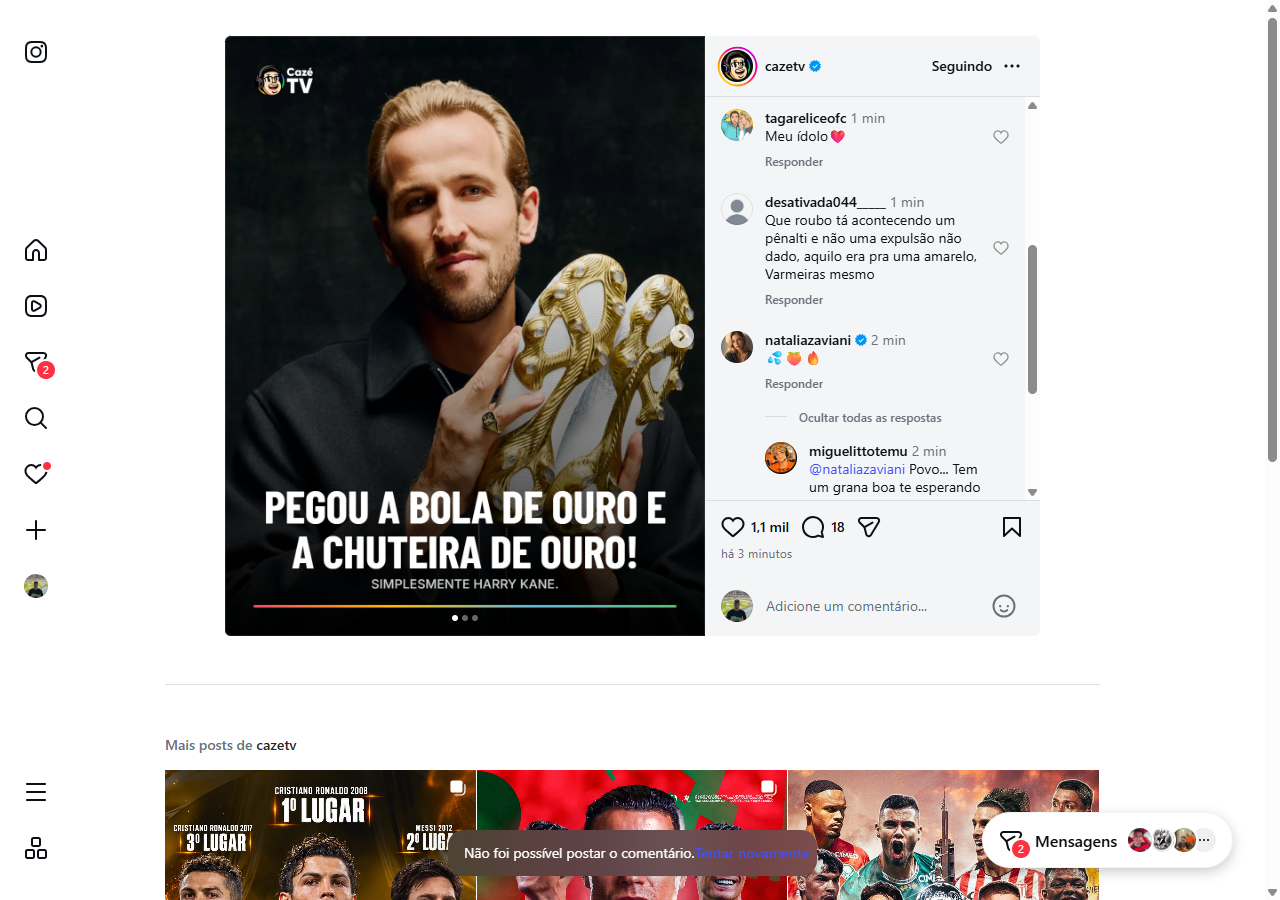 Cazé
TV
PEGOU A BOLA DE OURO E
A CHUTEIRA DE OURO!
SIMPLESMENTE HARRY KANE.
cazetv
Seguindo
tagareliceofc 1 min
Meu ídolo❤️
Responder
desativada044_____ 1 min
Que roubo tá acontecendo um
pênalti e não uma expulsão não
dado, aquilo era pra uma amarelo,
Varmeiras mesmo
Responder
nataliazaviani 2 min
💦🍑🔥
Responder
Ocultar todas as respostas
miguelittotemu 2 min
@nataliazaviani Povo... Tem
um grana boa te esperando
1,1 mil 18
há 3 minutos
Adicione um comentário...
2
Mais posts de cazetv
CRISTIANO RONALDO 2008
1º LUGAR
CRISTIANO RONALDO 2017
3º LUGAR
MESSI 2012
2º LUG
Não foi possível postar o comentário. Tentar novamente
2
Mensagens